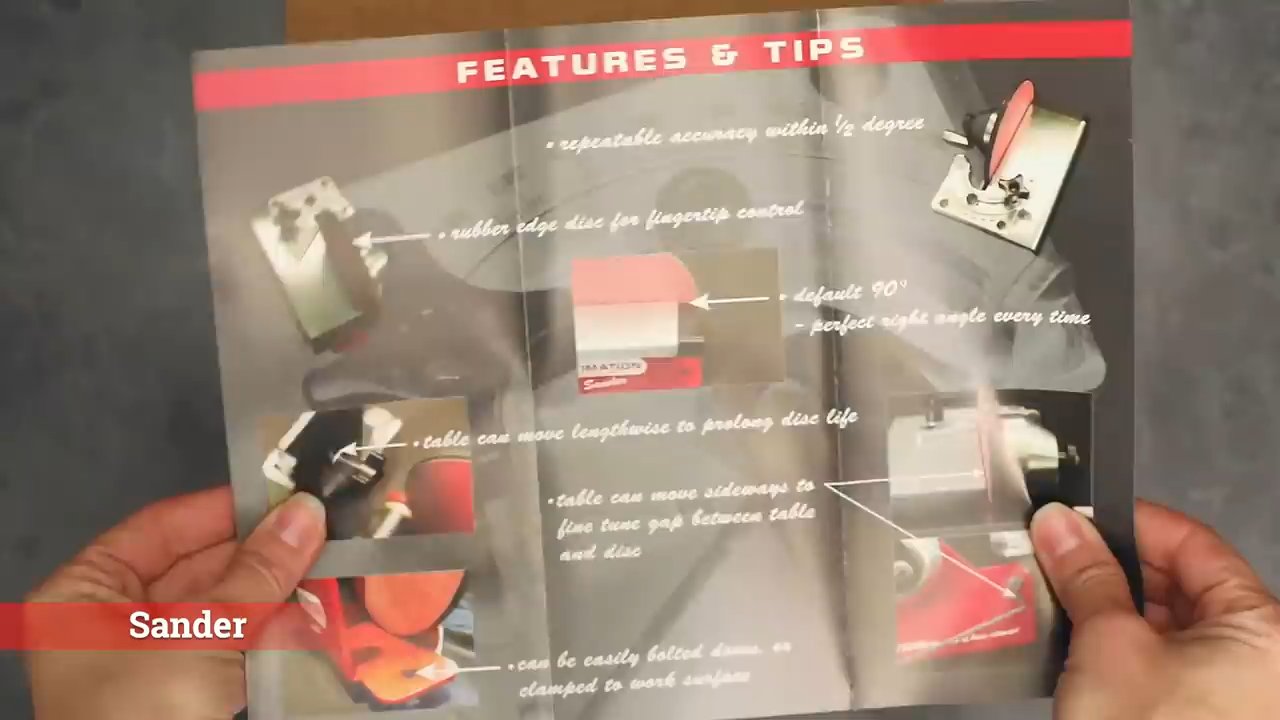 FEATURES & TIPS
• repeatable accuracy within ½ degree
• rubber edge disc for fingertip control
• default 90°
- perfect right angle every time
IMATION
Sander
• table can move lengthwise to prolong disc life
• table can move sideways to
fine tune gap between table
and disc
• can be easily bolted down, or
clamped to work surface
Sander